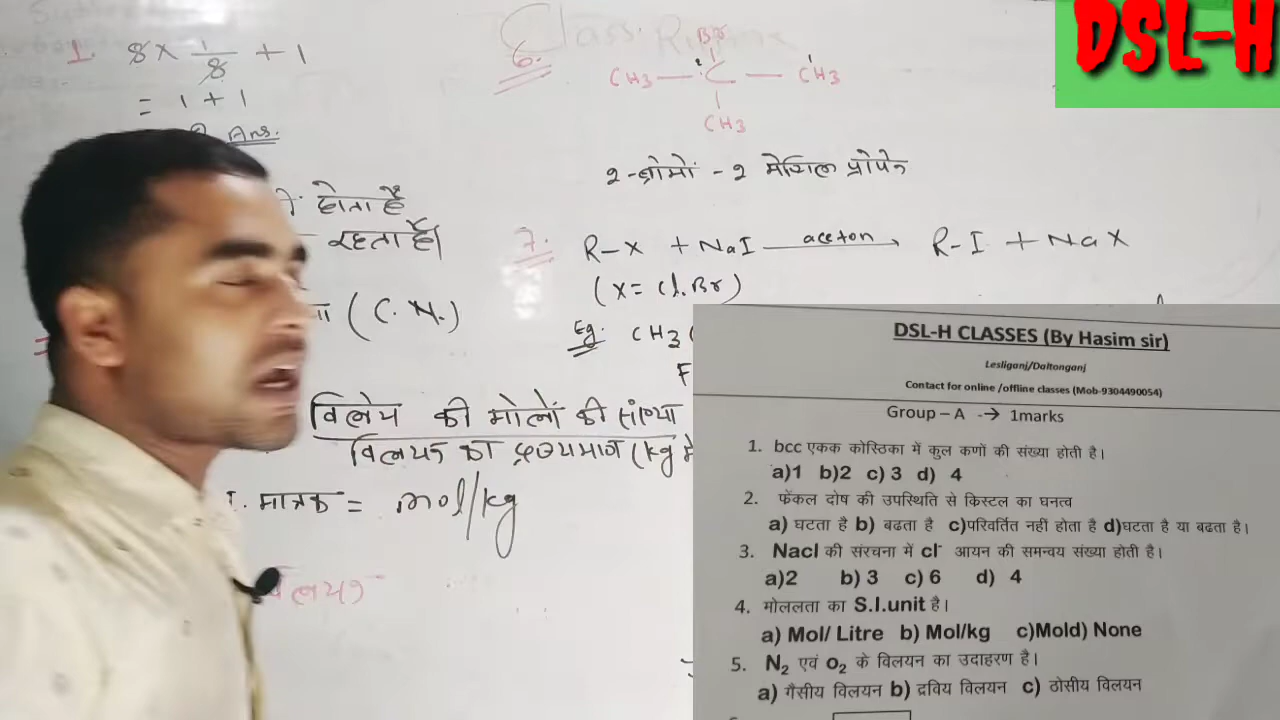 DSL-H
1. 8 × 1/8 + 1
= 1 + 1
Ans.
होता है
रहता है।
(C. N.)
विलेय की मोलों की संख्या
विलयन का द्रव्यमान (kg
I. मात्रक = mol/kg
विलयन
6.
Br
CH3 — 2C — 1CH3
CH3
2-ब्रोमों - 2 मेथिल प्रोपेन
7. R-X + NaI aceton R-I + NaX
(X= Cl.Br)
Eg: CH3
F
DSL-H CLASSES (By Hasim sir)
Lesliganj/Daltonganj
Contact for online /offline classes (Mob-9304490054)
Group – A -→ 1marks
1. bcc एकक कोस्ठिका में कुल कणों की संख्या होती है।
a)1 b)2 c) 3 d) 4
2. फेंकल दोष की उपस्थिति से किस्टल का घनत्व
a) घटता है b) बढता है c)परिवर्तित नहीं होता है d)घटता है या बढता है।
3. Nacl की संरचना में cl- आयन की समन्वय संख्या होती है।
a)2 b) 3 c) 6 d) 4
4. मोललता का S.I.unit है।
a) Mol/ Litre b) Mol/kg c)Mold) None
5. N2 एवं o2 के विलयन का उदाहरण है।
a) गैसीय विलयन b) द्रविय विलयन c) ठोसीय विलयन